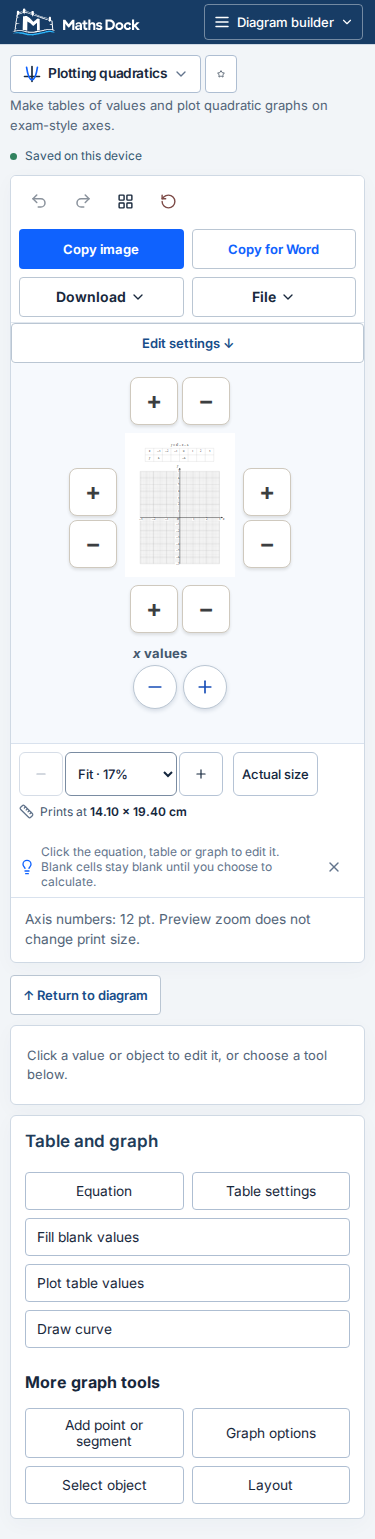 Maths Dock
Diagram builder
Plotting quadratics
Make tables of values and plot quadratic graphs on
exam-style axes.
Saved on this device
Copy image
Copy for Word
Download
File
Edit settings ↓
+ −
+ +
− −
+ −
x values
− +
− Fit · 17% + Actual size
Prints at 14.10 × 19.40 cm
Click the equation, table or graph to edit it.
Blank cells stay blank until you choose to
calculate.
Axis numbers: 12 pt. Preview zoom does not
change print size.
↑ Return to diagram
Click a value or object to edit it, or choose a tool
below.
Table and graph
Equation
Table settings
Fill blank values
Plot table values
Draw curve
More graph tools
Add point or
segment
Graph options
Select object
Layout